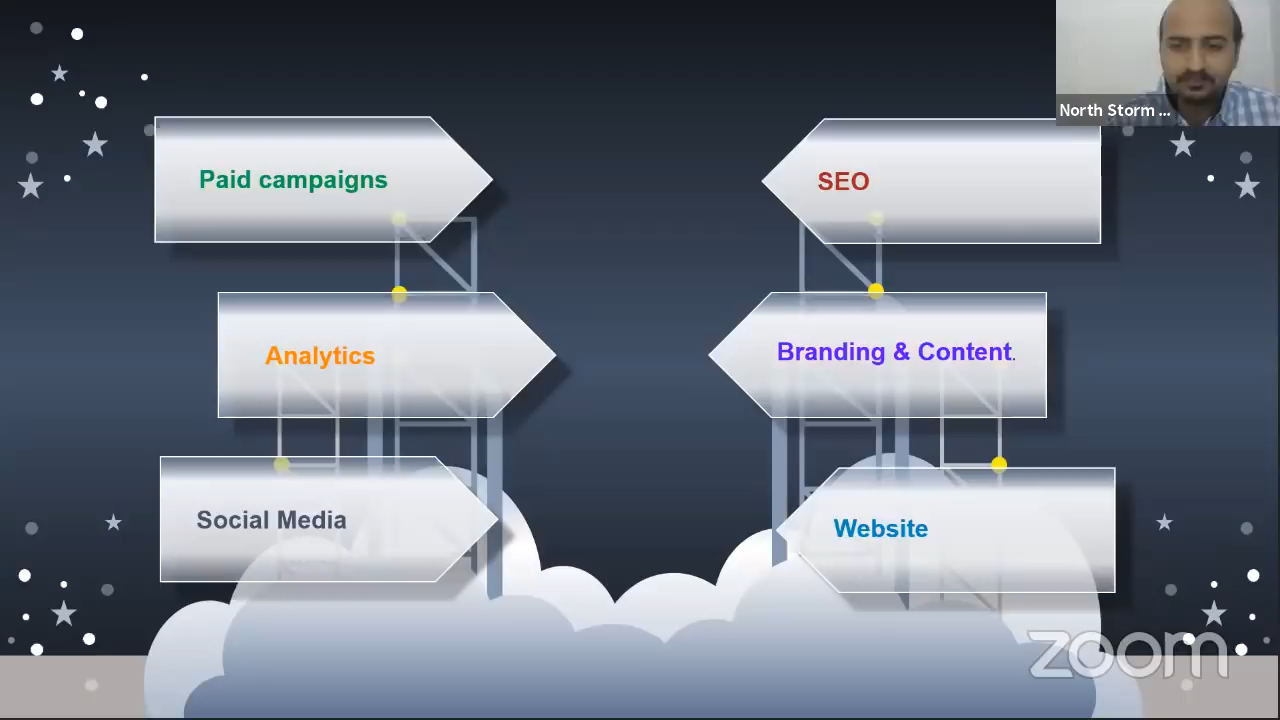 North Storm ...
Paid campaigns
SEO
Analytics
Branding & Content.
Social Media
Website
zoom